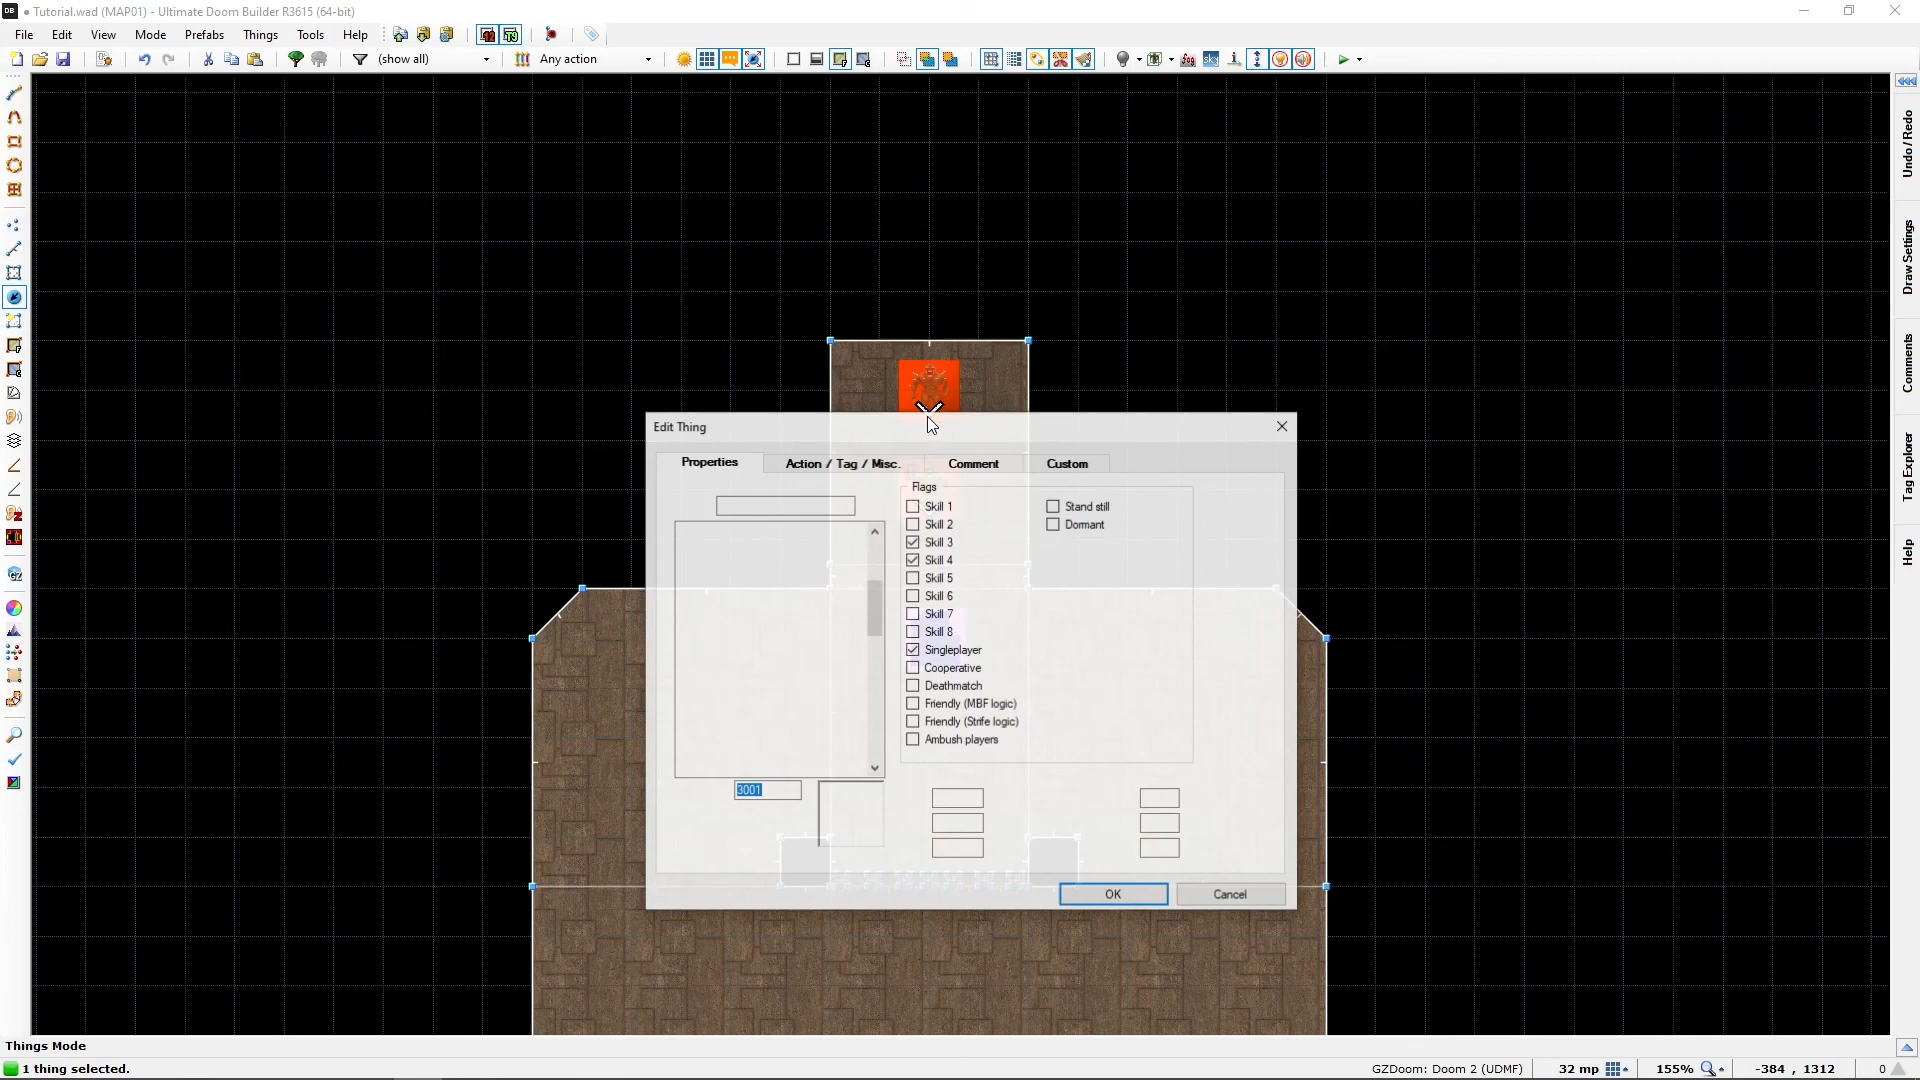 DB • Tutorial.wad (MAP01) - Ultimate Doom Builder R3615 (64-bit)
File Edit View Mode Prefabs Things Tools Help
(show all) Any action
sky
Undo / Redo
Draw Settings
Comments
Tag Explorer
Help
Edit Thing
Properties Action / Tag / Misc. Comment Custom
Flags
Skill 1 Stand still
Skill 2 Dormant
Skill 3
Skill 4
Skill 5
Skill 6
Skill 7
Skill 8
Singleplayer
Cooperative
Deathmatch
Friendly (MBF logic)
Friendly (Strife logic)
Ambush players
3001
OK Cancel
Things Mode
1 thing selected. GZDoom: Doom 2 (UDMF) 32 mp 155% -384 , 1312 0